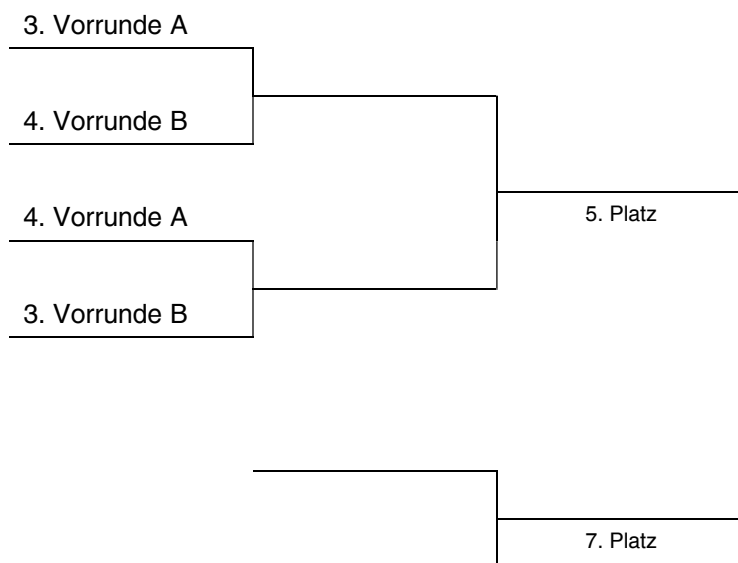 3. Vorrunde A
4. Vorrunde B
4. Vorrunde A
5. Platz
3. Vorrunde B
7. Platz